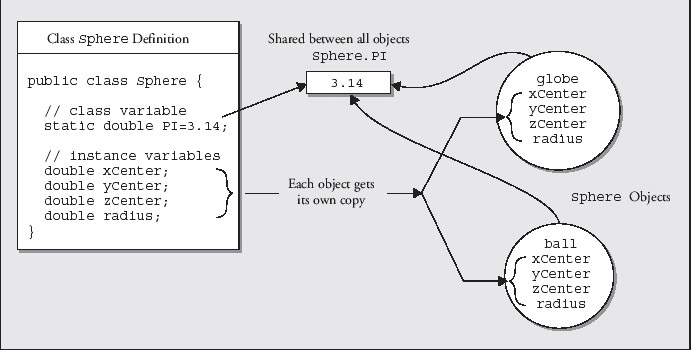 Class Sphere Definition
public class Sphere {
// class variable
static double PI=3.14;
// instance variables
double xCenter;
double yCenter;
double zCenter;
double radius;
}
Shared between all objects
Sphere.PI
3.14
Each object gets
its own copy
globe
xCenter
yCenter
zCenter
radius
Sphere Objects
ball
xCenter
yCenter
zCenter
radius